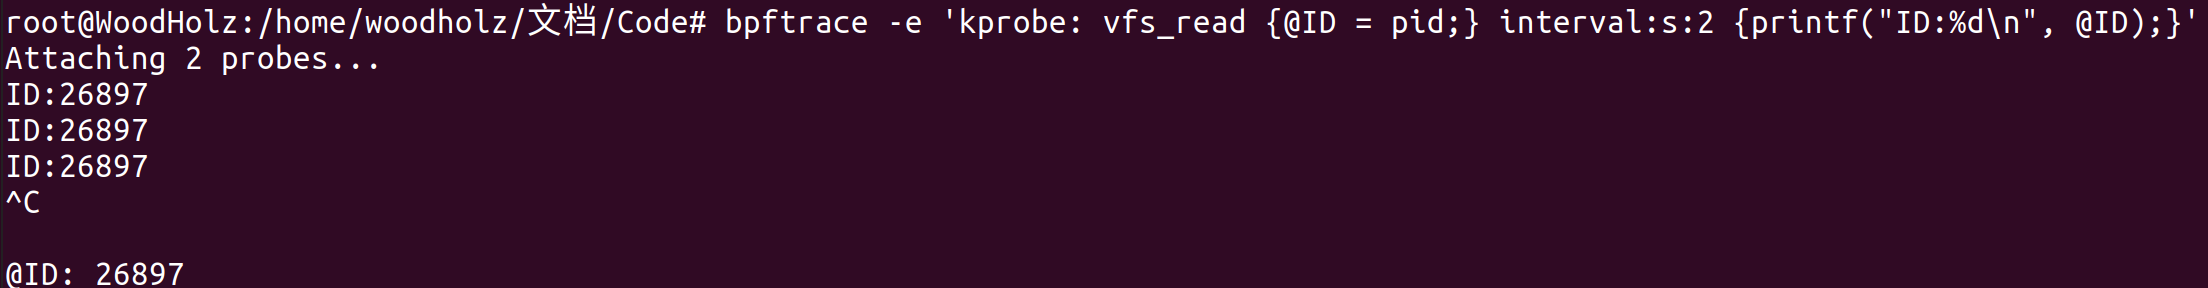 root@WoodHolz:/home/woodholz/文档/Code# bpftrace -e 'kprobe: vfs_read {@ID = pid;} interval:s:2 {printf("ID:%d\n", @ID);}'
Attaching 2 probes...
ID:26897
ID:26897
ID:26897
^C
@ID: 26897